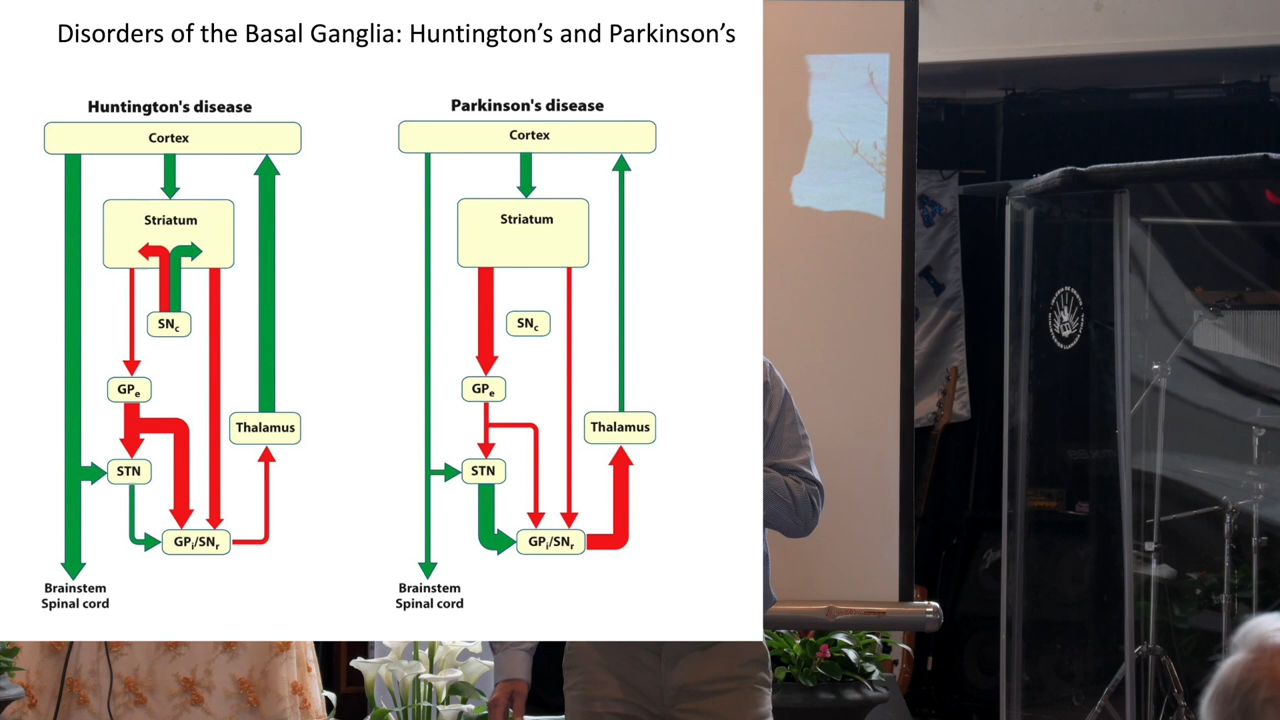 Disorders of the Basal Ganglia: Huntington's and Parkinson's
Huntington's disease
Cortex
Striatum
SNc
GPe
Thalamus
STN
GPi/SNr
Brainstem
Spinal cord
Parkinson's disease
Cortex
Striatum
SNc
GPe
Thalamus
STN
GPi/SNr
Brainstem
Spinal cord